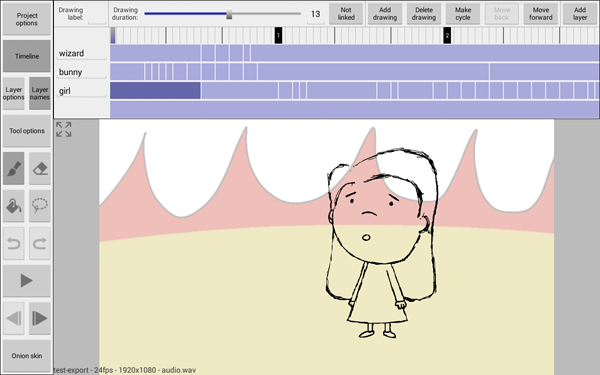 Project options
Timeline
Layer options
Layer names
Tool options
Onion skin
Drawing label:
Drawing duration:
13
Not linked
Add drawing
Delete drawing
Make cycle
Move back
Move forward
Add layer
1
2
wizard
bunny
girl
test-export - 24fps - 1920x1080 - audio.wav